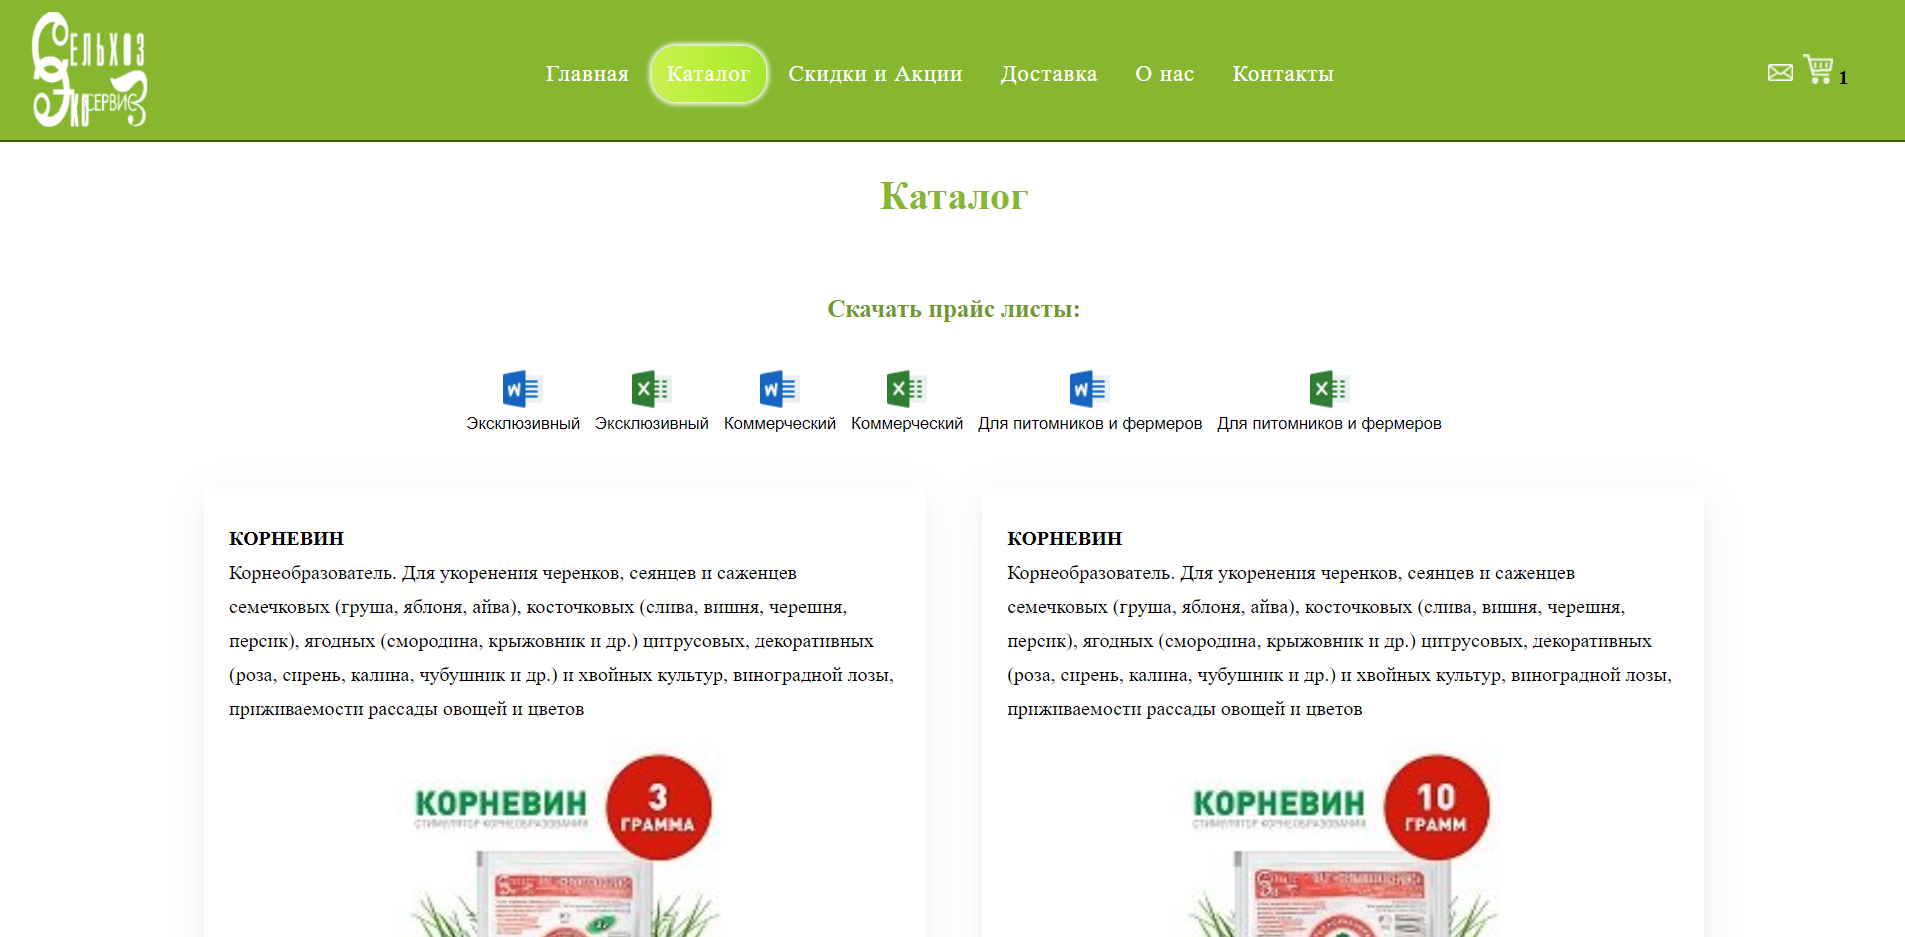 Сельхоз
Эко сервис
Главная Каталог Скидки и Акции Доставка О нас Контакты 1
Каталог
Скачать прайс листы:
Эксклюзивный Эксклюзивный Коммерческий Коммерческий Для питомников и фермеров Для питомников и фермеров
КОРНЕВИН
Корнеобразователь. Для укоренения черенков, сеянцев и саженцев
семечковых (груша, яблоня, айва), косточковых (слива, вишня, черешня,
персик), ягодных (смородина, крыжовник и др.) цитрусовых, декоративных
(роза, сирень, калина, чубушник и др.) и хвойных культур, виноградной лозы,
приживаемости рассады овощей и цветов
КОРНЕВИН
СТИМУЛЯТОР КОРНЕОБРАЗОВАНИЯ
3
ГРАММА
КОРНЕВИН
Корнеобразователь. Для укоренения черенков, сеянцев и саженцев
семечковых (груша, яблоня, айва), косточковых (слива, вишня, черешня,
персик), ягодных (смородина, крыжовник и др.) цитрусовых, декоративных
(роза, сирень, калина, чубушник и др.) и хвойных культур, виноградной лозы,
приживаемости рассады овощей и цветов
КОРНЕВИН
СТИМУЛЯТОР КОРНЕОБРАЗОВАНИЯ
10
ГРАММ